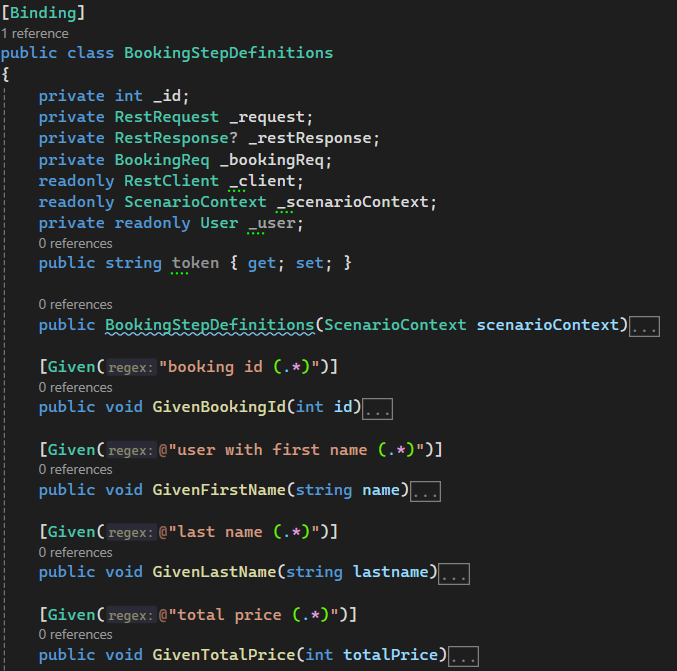 [Binding]
1 reference
public class BookingStepDefinitions
{
private int _id;
private RestRequest _request;
private RestResponse? _restResponse;
private BookingReq _bookingReq;
readonly RestClient _client;
readonly ScenarioContext _scenarioContext;
private readonly User _user;
0 references
public string token { get; set; }
0 references
public BookingStepDefinitions(ScenarioContext scenarioContext)...
[Given(regex:"booking id (.*)")]
0 references
public void GivenBookingId(int id)...
[Given(regex:@"user with first name (.*)")]
0 references
public void GivenFirstName(string name)...
[Given(regex:@"last name (.*)")]
0 references
public void GivenLastName(string lastname)...
[Given(regex:@"total price (.*)")]
0 references
public void GivenTotalPrice(int totalPrice)...